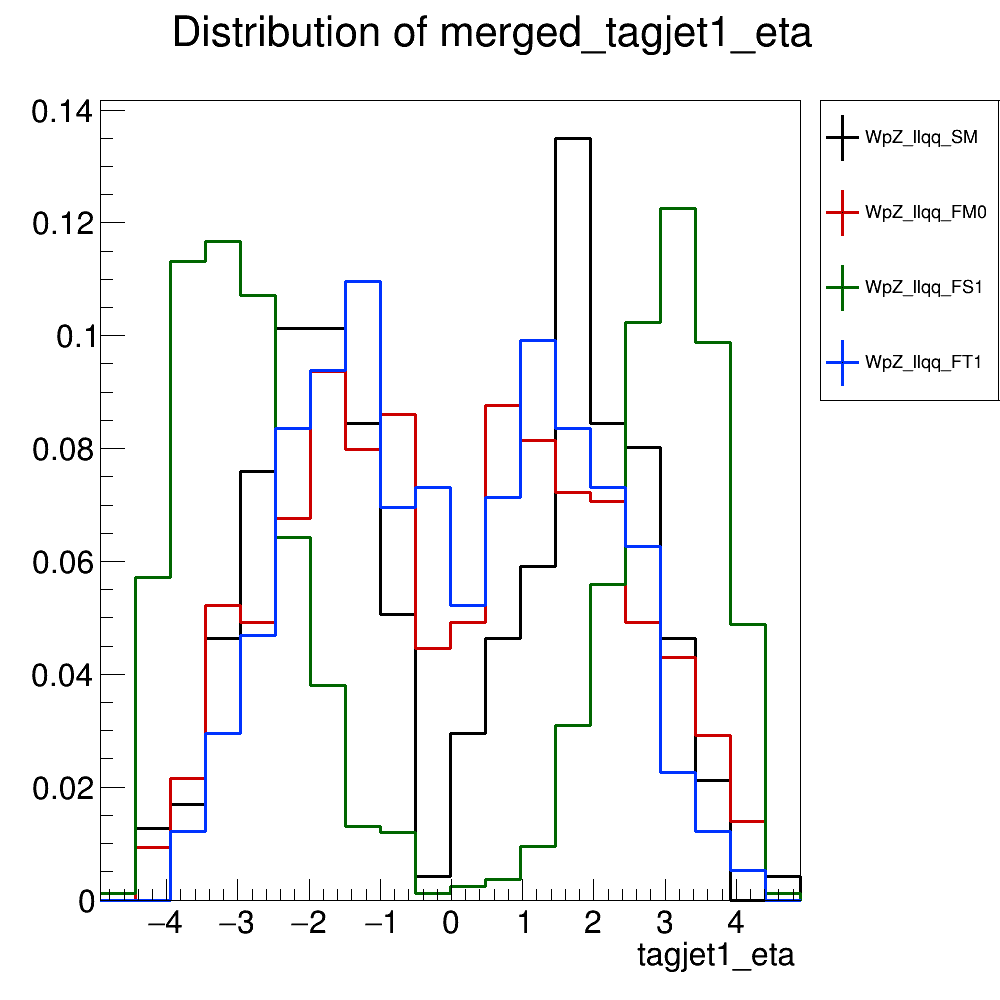 Distribution of merged_tagjet1_eta
0.14
0.12
0.1
0.08
0.06
0.04
0.02
0
−4 −3 −2 −1 0 1 2 3 4
tagjet1_eta
WpZ_llqq_SM
WpZ_llqq_FM0
WpZ_llqq_FS1
WpZ_llqq_FT1